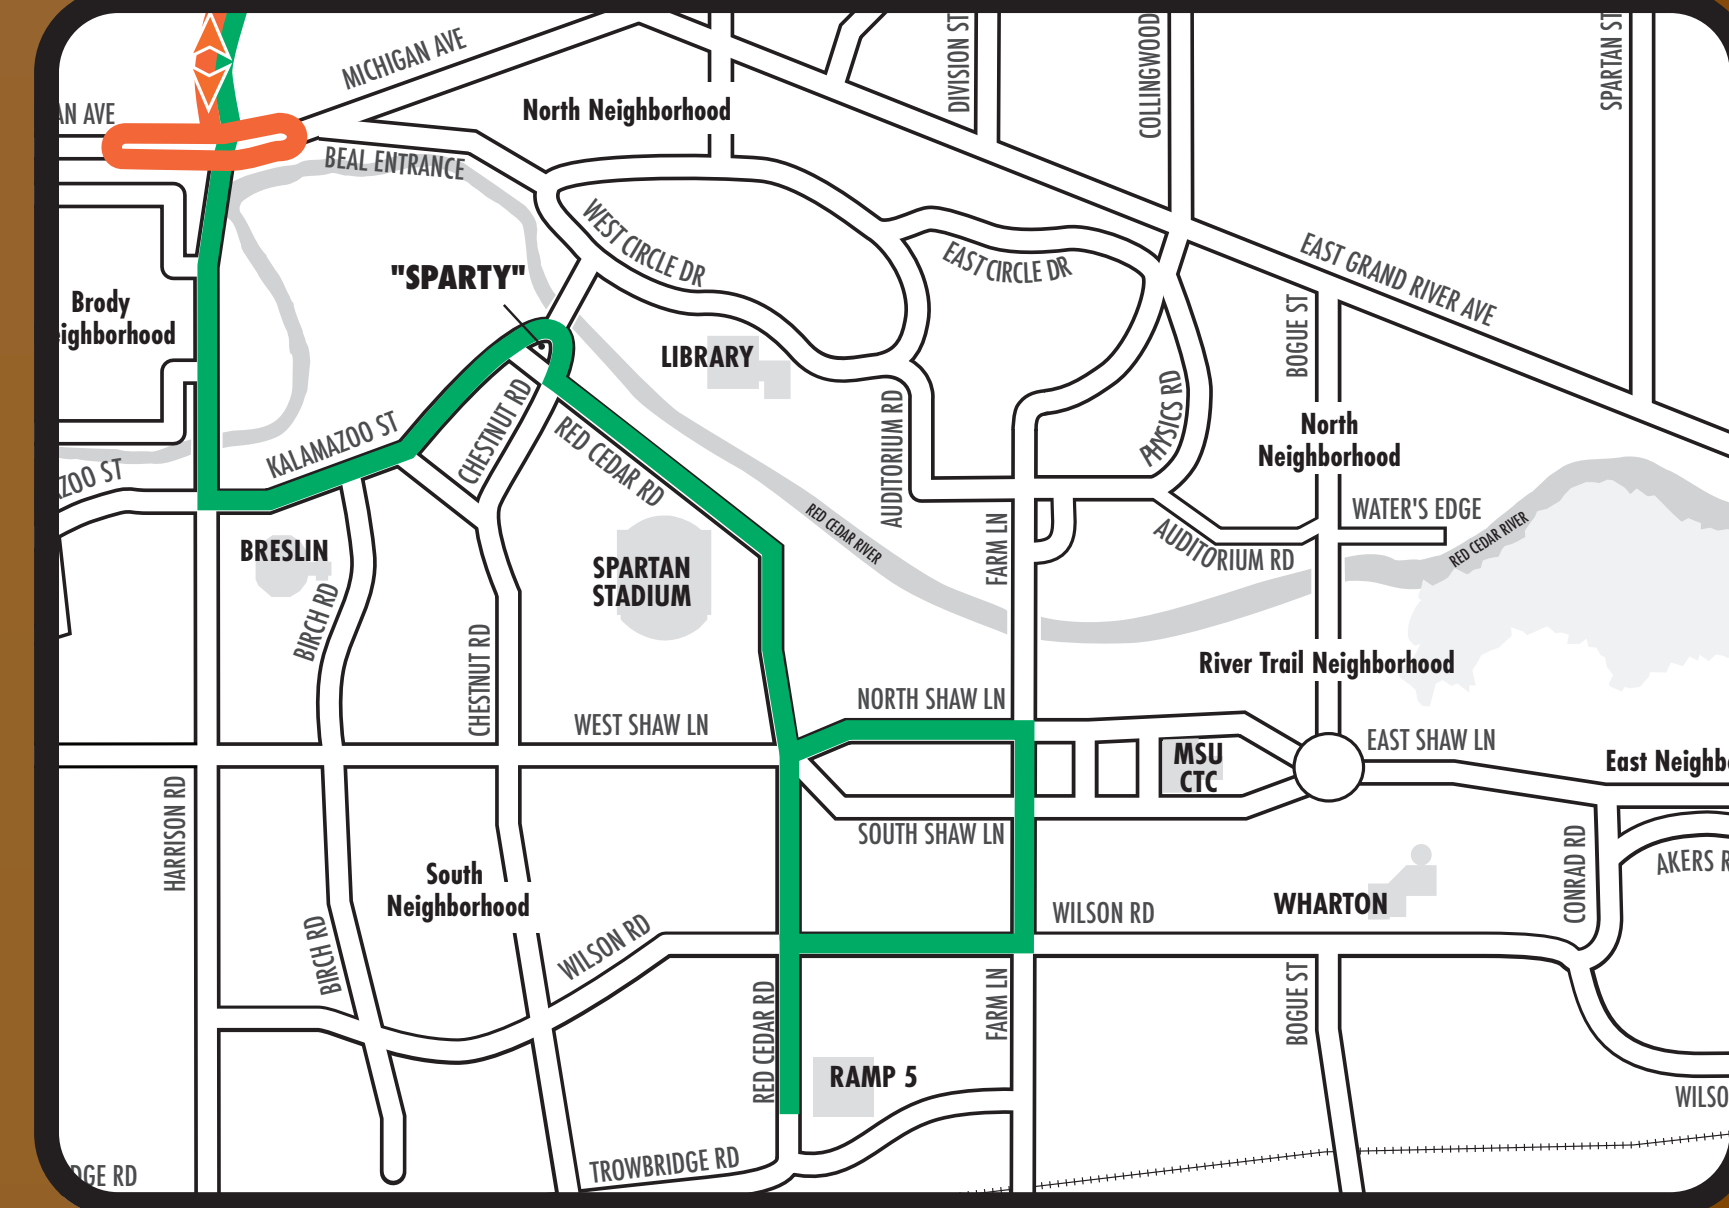 MICHIGAN AVE
DIVISION ST
COLLINGWOOD
SPARTAN ST
AN AVE
North Neighborhood
BEAL ENTRANCE
WEST CIRCLE DR
EAST CIRCLE DR
EAST GRAND RIVER AVE
"SPARTY"
Brody
eighborhood
LIBRARY
BOGUE ST
CHESTNUT RD
PHYSICS RD
AUDITORIUM RD
KALAMAZOO ST
RED CEDAR RD
North
Neighborhood
ZOO ST
WATER'S EDGE
RED CEDAR RIVER
RED CEDAR RIVER
FARM LN
AUDITORIUM RD
BRESLIN
SPARTAN
STADIUM
BIRCH RD
CHESTNUT RD
River Trail Neighborhood
NORTH SHAW LN
WEST SHAW LN
EAST SHAW LN
MSU
CTC
East Neighb
HARRISON RD
SOUTH SHAW LN
CONRAD RD
AKERS R
South
Neighborhood
WHARTON
WILSON RD
WILSON RD
BIRCH RD
RED CEDAR RD
FARM LN
BOGUE ST
RAMP 5
WILSO
TROWBRIDGE RD
DGE RD